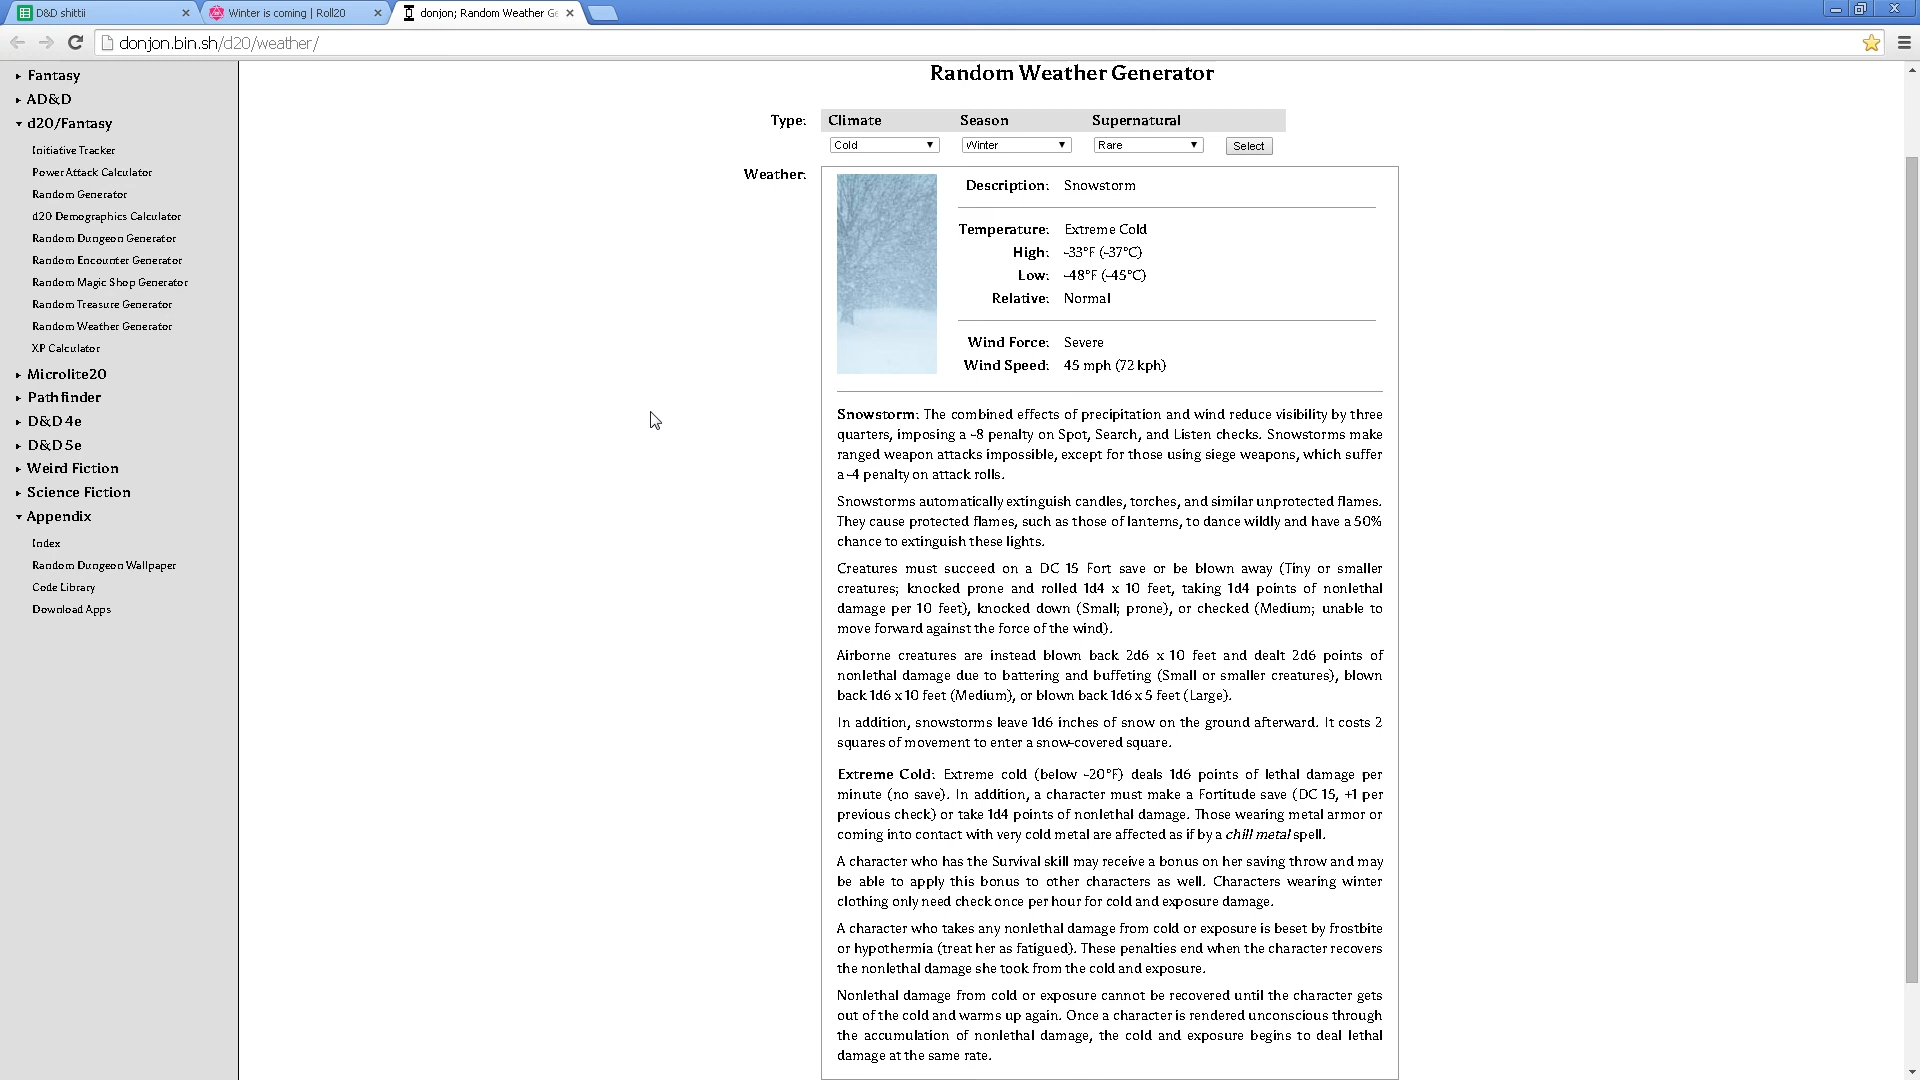 D&D shittii
Winter is coming | Roll20
donjon; Random Weather Ge
donjon.bin.sh/d20/weather/
Fantasy
AD&D
d20/Fantasy
Initiative Tracker
Power Attack Calculator
Random Generator
d20 Demographics Calculator
Random Dungeon Generator
Random Encounter Generator
Random Magic Shop Generator
Random Treasure Generator
Random Weather Generator
XP Calculator
Microlite20
Pathfinder
D&D 4e
D&D 5e
Weird Fiction
Science Fiction
Appendix
Index
Random Dungeon Wallpaper
Code Library
Download Apps
Random Weather Generator
Type: Climate Season Supernatural
Cold Winter Rare Select
Weather:
Description: Snowstorm
Temperature: Extreme Cold
High: -33°F (-37°C)
Low: -48°F (-45°C)
Relative: Normal
Wind Force: Severe
Wind Speed: 45 mph (72 kph)
Snowstorm: The combined effects of precipitation and wind reduce visibility by three
quarters, imposing a -8 penalty on Spot, Search, and Listen checks. Snowstorms make
ranged weapon attacks impossible, except for those using siege weapons, which suffer
a -4 penalty on attack rolls.
Snowstorms automatically extinguish candles, torches, and similar unprotected flames.
They cause protected flames, such as those of lanterns, to dance wildly and have a 50%
chance to extinguish these lights.
Creatures must succeed on a DC 15 Fort save or be blown away (Tiny or smaller
creatures; knocked prone and rolled 1d4 x 10 feet, taking 1d4 points of nonlethal
damage per 10 feet), knocked down (Small; prone), or checked (Medium; unable to
move forward against the force of the wind).
Airborne creatures are instead blown back 2d6 x 10 feet and dealt 2d6 points of
nonlethal damage due to battering and buffeting (Small or smaller creatures), blown
back 1d6 x 10 feet (Medium), or blown back 1d6 x 5 feet (Large).
In addition, snowstorms leave 1d6 inches of snow on the ground afterward. It costs 2
squares of movement to enter a snow-covered square.
Extreme Cold: Extreme cold (below -20°F) deals 1d6 points of lethal damage per
minute (no save). In addition, a character must make a Fortitude save (DC 15, +1 per
previous check) or take 1d4 points of nonlethal damage. Those wearing metal armor or
coming into contact with very cold metal are affected as if by a chill metal spell.
A character who has the Survival skill may receive a bonus on her saving throw and may
be able to apply this bonus to other characters as well. Characters wearing winter
clothing only need check once per hour for cold and exposure damage.
A character who takes any nonlethal damage from cold or exposure is beset by frostbite
or hypothermia (treat her as fatigued). These penalties end when the character recovers
the nonlethal damage she took from the cold and exposure.
Nonlethal damage from cold or exposure cannot be recovered until the character gets
out of the cold and warms up again. Once a character is rendered unconscious through
the accumulation of nonlethal damage, the cold and exposure begins to deal lethal
damage at the same rate.